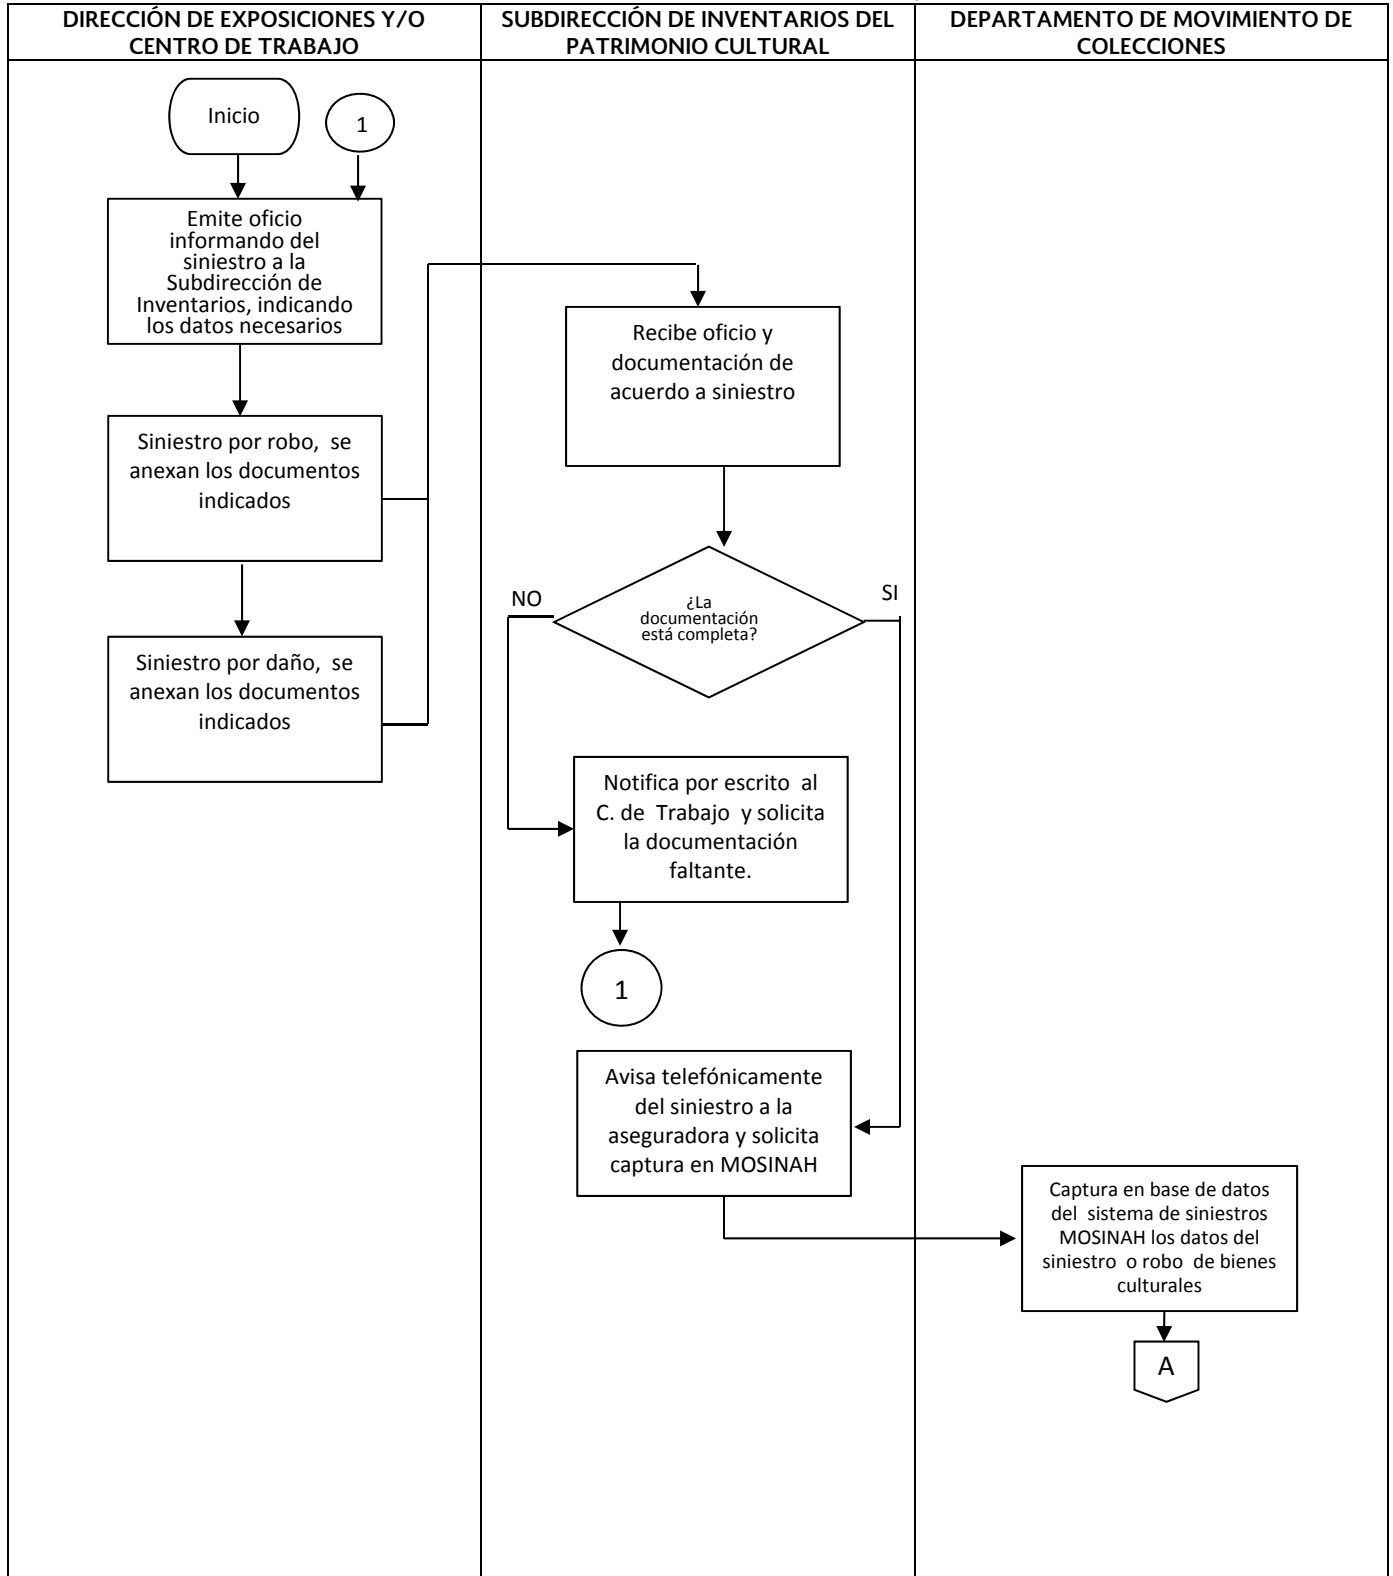 DIRECCIÓN DE EXPOSICIONES Y/O
CENTRO DE TRABAJO
SUBDIRECCIÓN DE INVENTARIOS DEL
PATRIMONIO CULTURAL
DEPARTAMENTO DE MOVIMIENTO DE
COLECCIONES
Inicio
1
Emite oficio
informando del
siniestro a la
Subdirección de
Inventarios, indicando
los datos necesarios
Siniestro por robo, se
anexan los documentos
indicados
Siniestro por daño, se
anexan los documentos
indicados
Recibe oficio y
documentación de
acuerdo a siniestro
¿La
documentación
está completa?
NO
SI
Notifica por escrito al
C. de Trabajo y solicita
la documentación
faltante.
1
Avisa telefónicamente
del siniestro a la
aseguradora y solicita
captura en MOSINAH
Captura en base de datos
del sistema de siniestros
MOSINAH los datos del
siniestro o robo de bienes
culturales
A